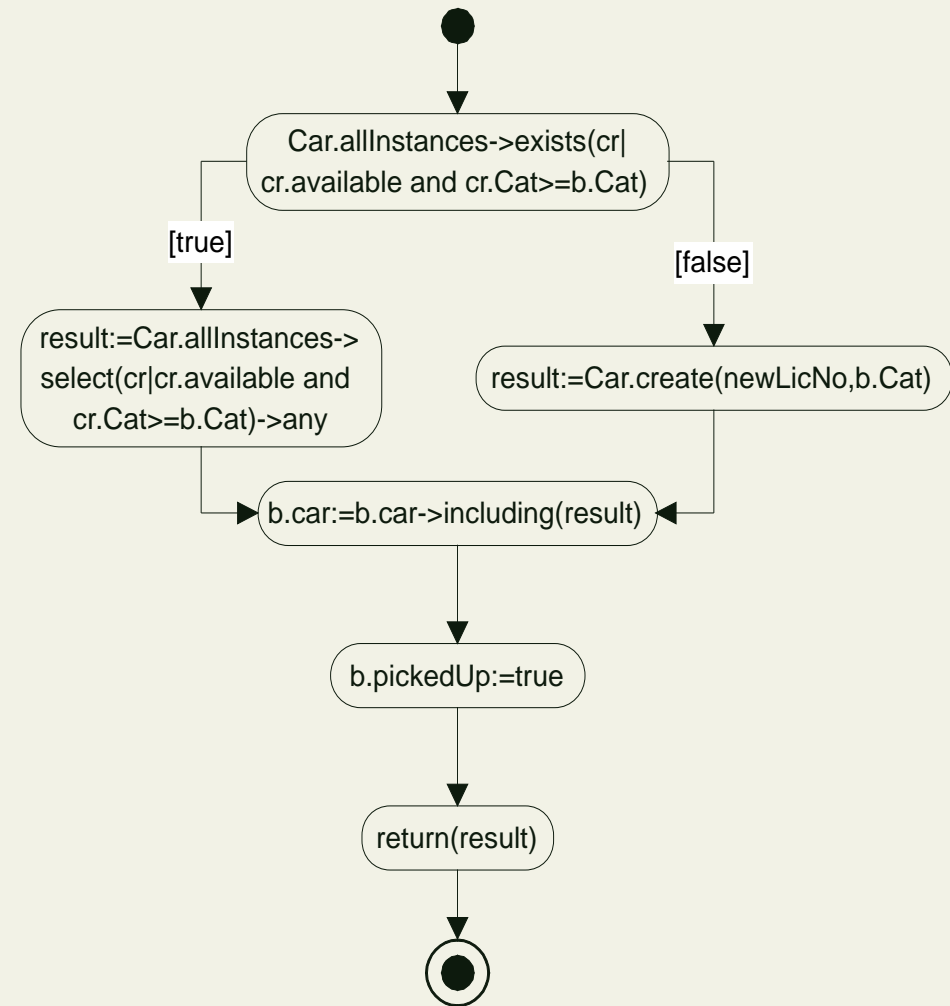 Car.allInstances->exists(cr|
cr.available and cr.Cat>=b.Cat)
[true]
[false]
result:=Car.allInstances->
select(cr|cr.available and
cr.Cat>=b.Cat)->any
result:=Car.create(newLicNo,b.Cat)
b.car:=b.car->including(result)
b.pickedUp:=true
return(result)